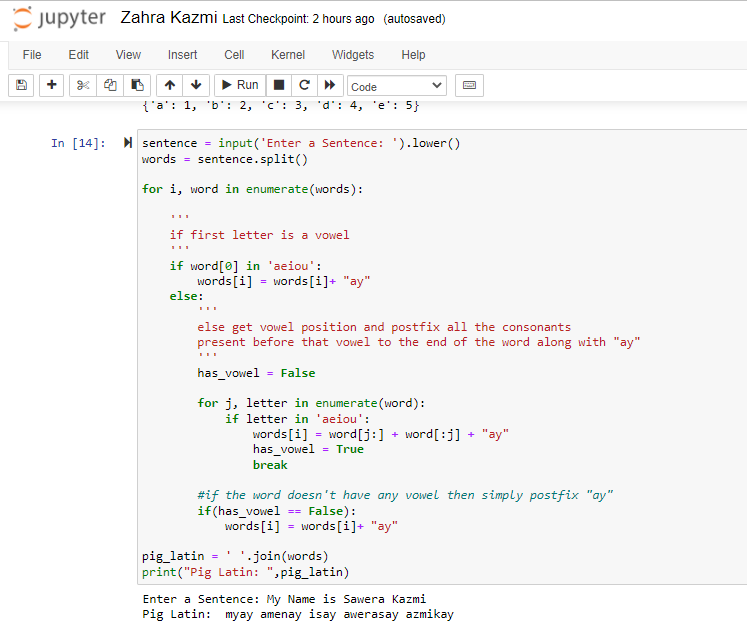 jupyter Zahra Kazmi Last Checkpoint: 2 hours ago (autosaved)
File Edit View Insert Cell Kernel Widgets Help
Run Code
{'a': 1, 'b': 2, 'c': 3, 'd': 4, 'e': 5}
In [14]:
sentence = input('Enter a Sentence: ').lower()
words = sentence.split()
for i, word in enumerate(words):
'''
if first letter is a vowel
'''
if word[0] in 'aeiou':
words[i] = words[i]+ "ay"
else:
'''
else get vowel position and postfix all the consonants
present before that vowel to the end of the word along with "ay"
'''
has_vowel = False
for j, letter in enumerate(word):
if letter in 'aeiou':
words[i] = word[j:] + word[:j] + "ay"
has_vowel = True
break
#if the word doesn't have any vowel then simply postfix "ay"
if(has_vowel == False):
words[i] = words[i]+ "ay"
pig_latin = ' '.join(words)
print("Pig Latin: ",pig_latin)
Enter a Sentence: My Name is Sawera Kazmi
Pig Latin:  myay amenay isay awerasay azmikay